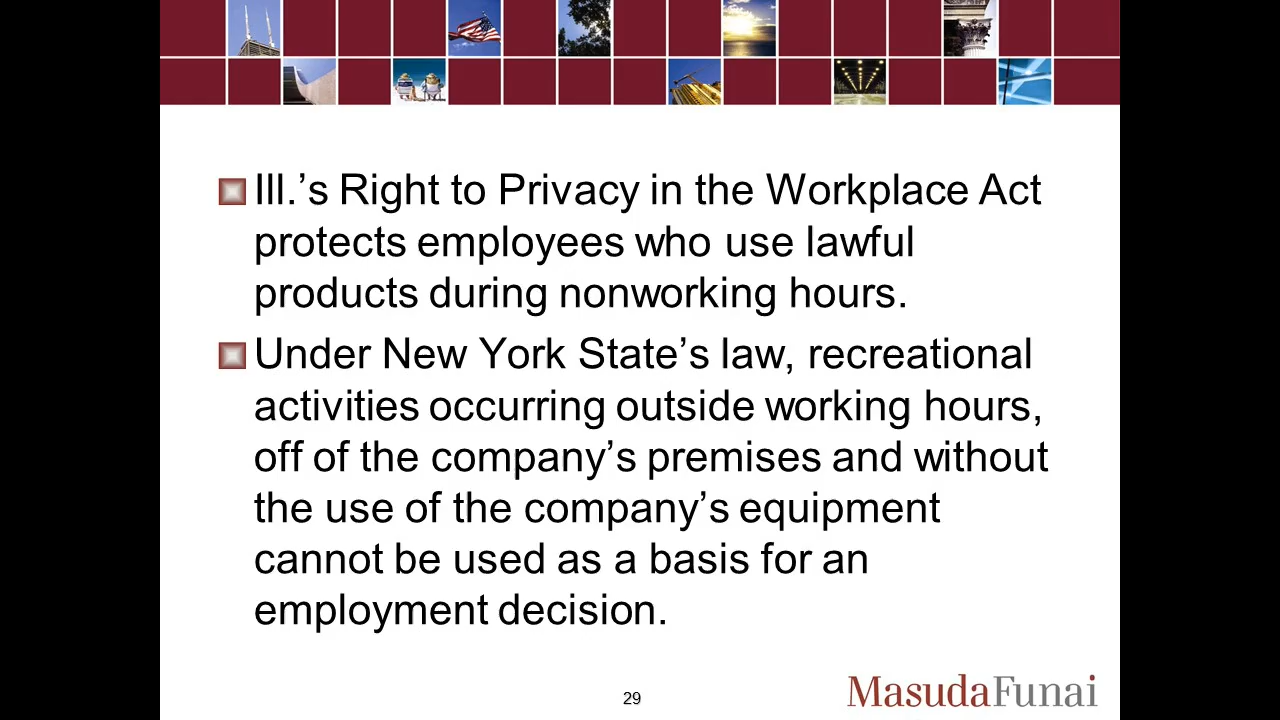 Ill.’s Right to Privacy in the Workplace Act
protects employees who use lawful
products during nonworking hours.
Under New York State’s law, recreational
activities occurring outside working hours,
off of the company’s premises and without
the use of the company’s equipment
cannot be used as a basis for an
employment decision.
29
MasudaFunai